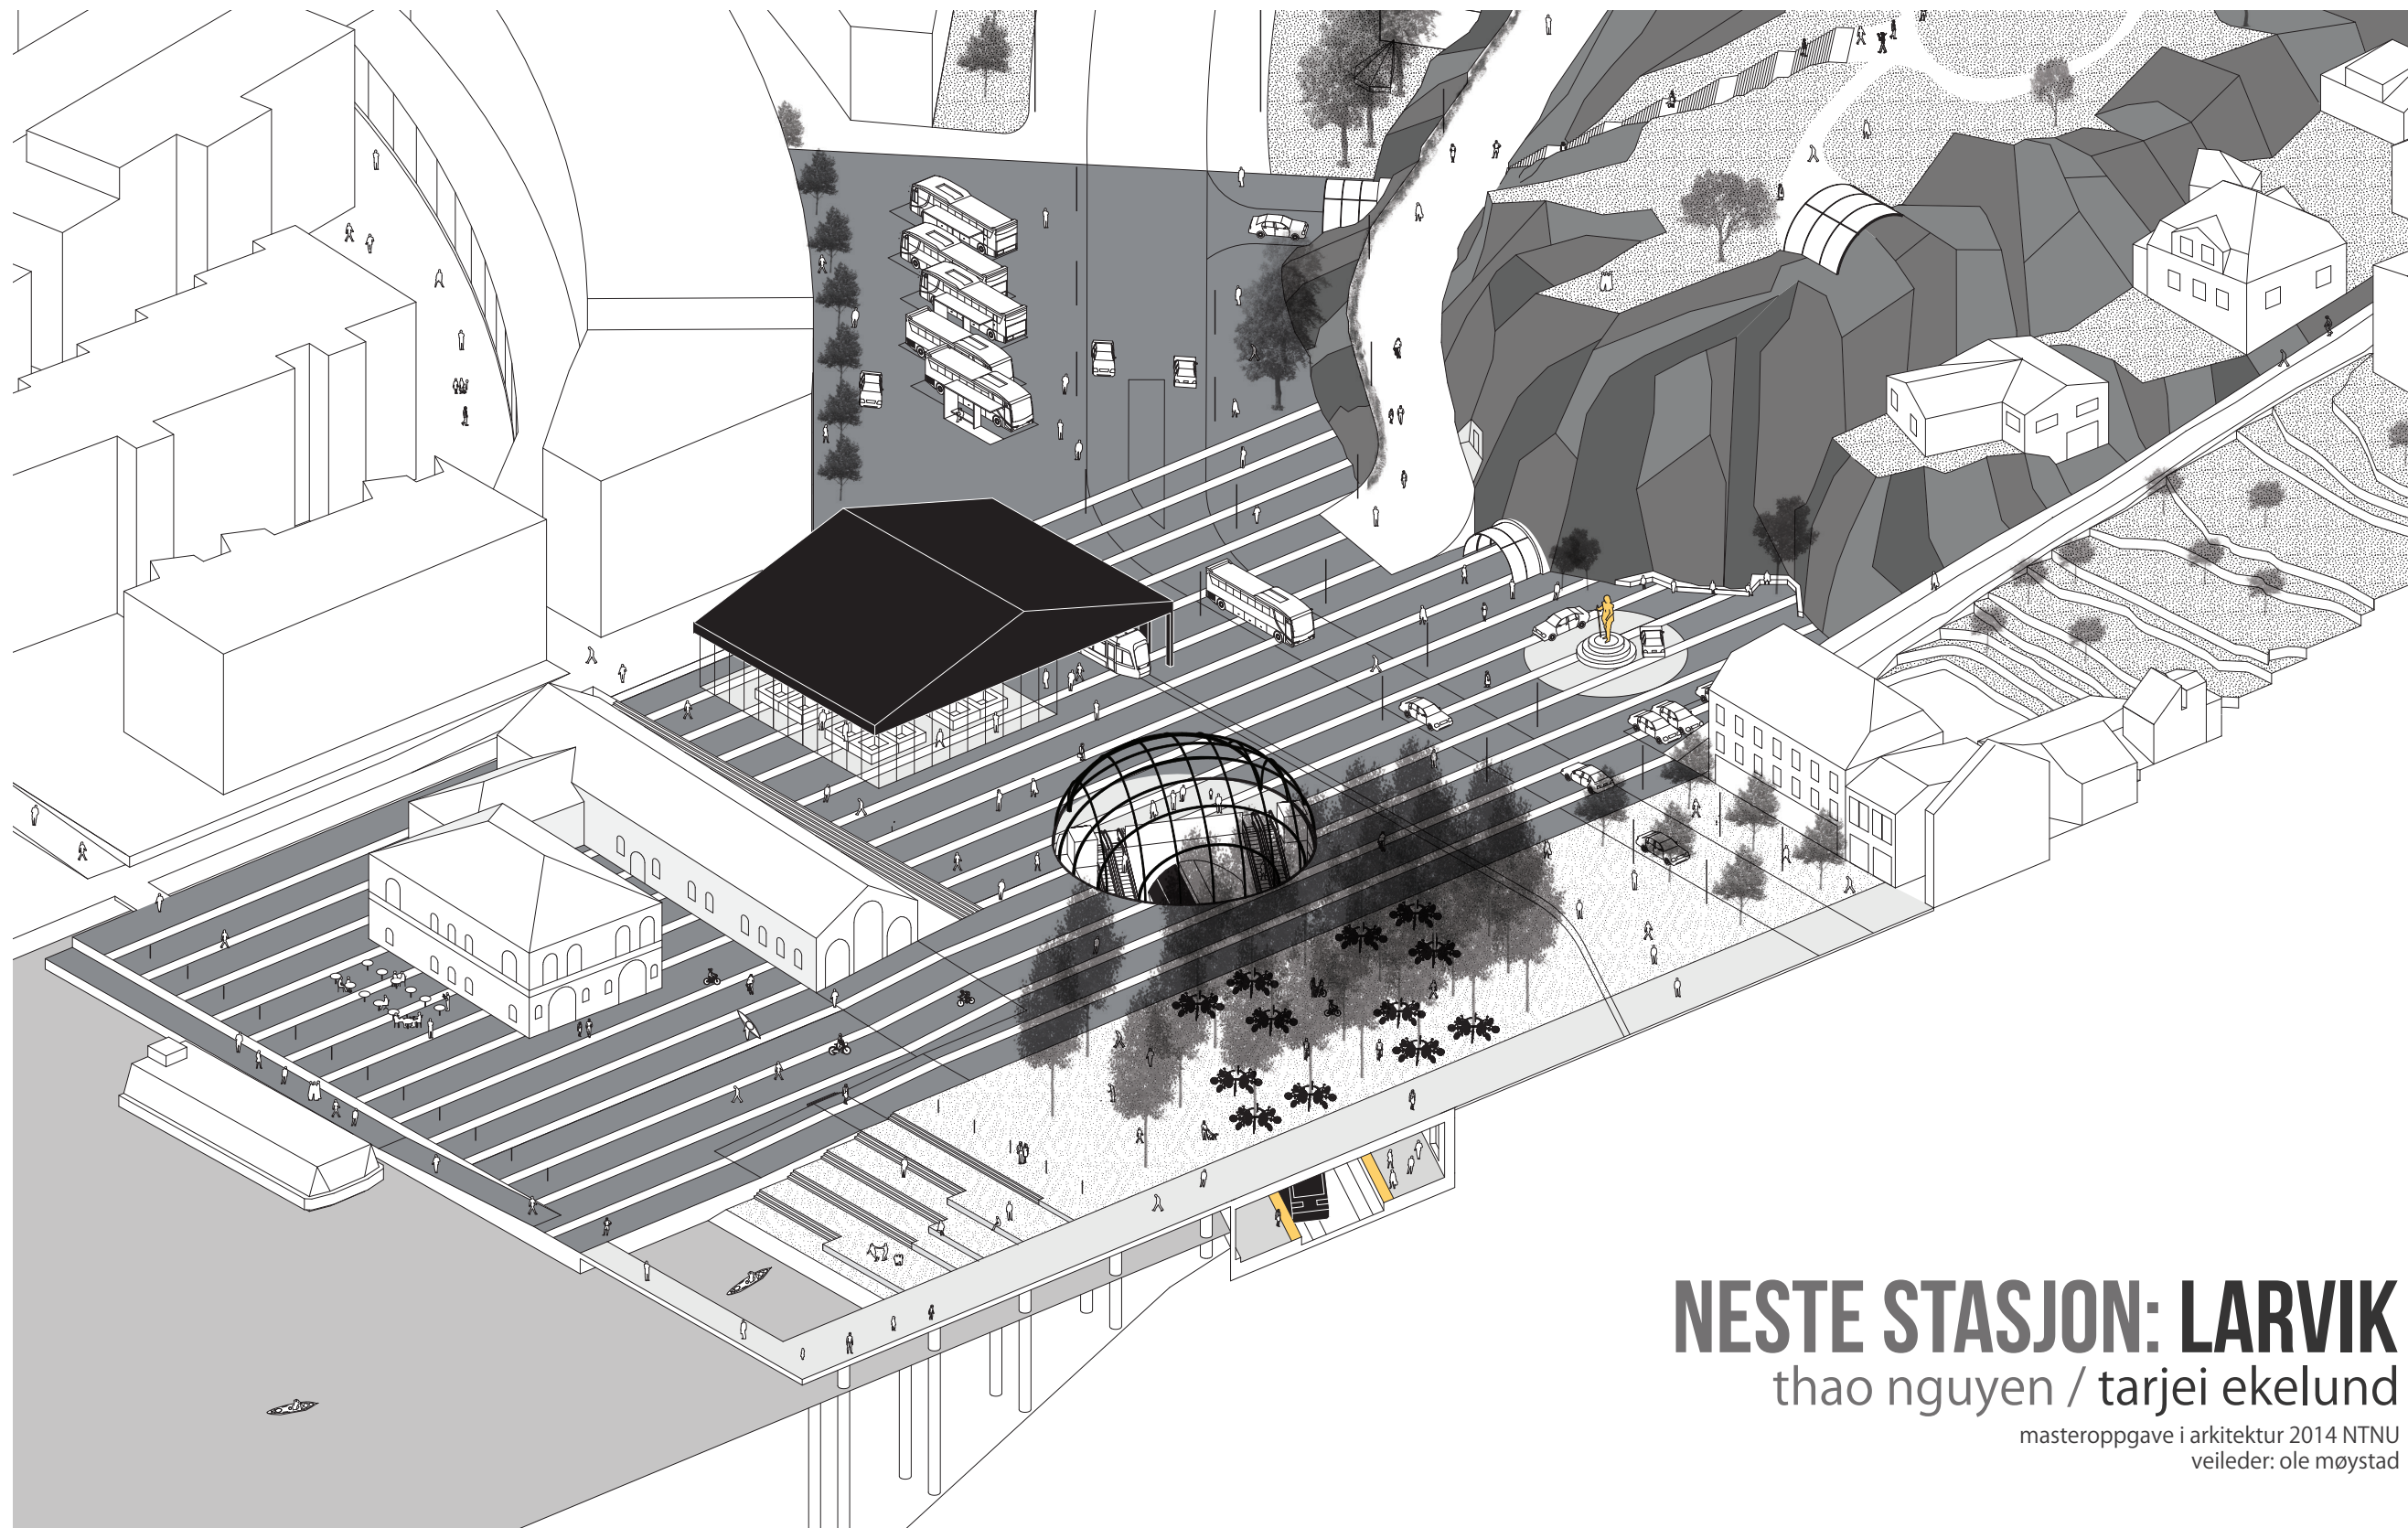 NESTE STASJON: LARVIK
thao nguyen / tarjei ekelund
masteroppgave i arkitektur 2014 NTNU
veileder: ole møystad